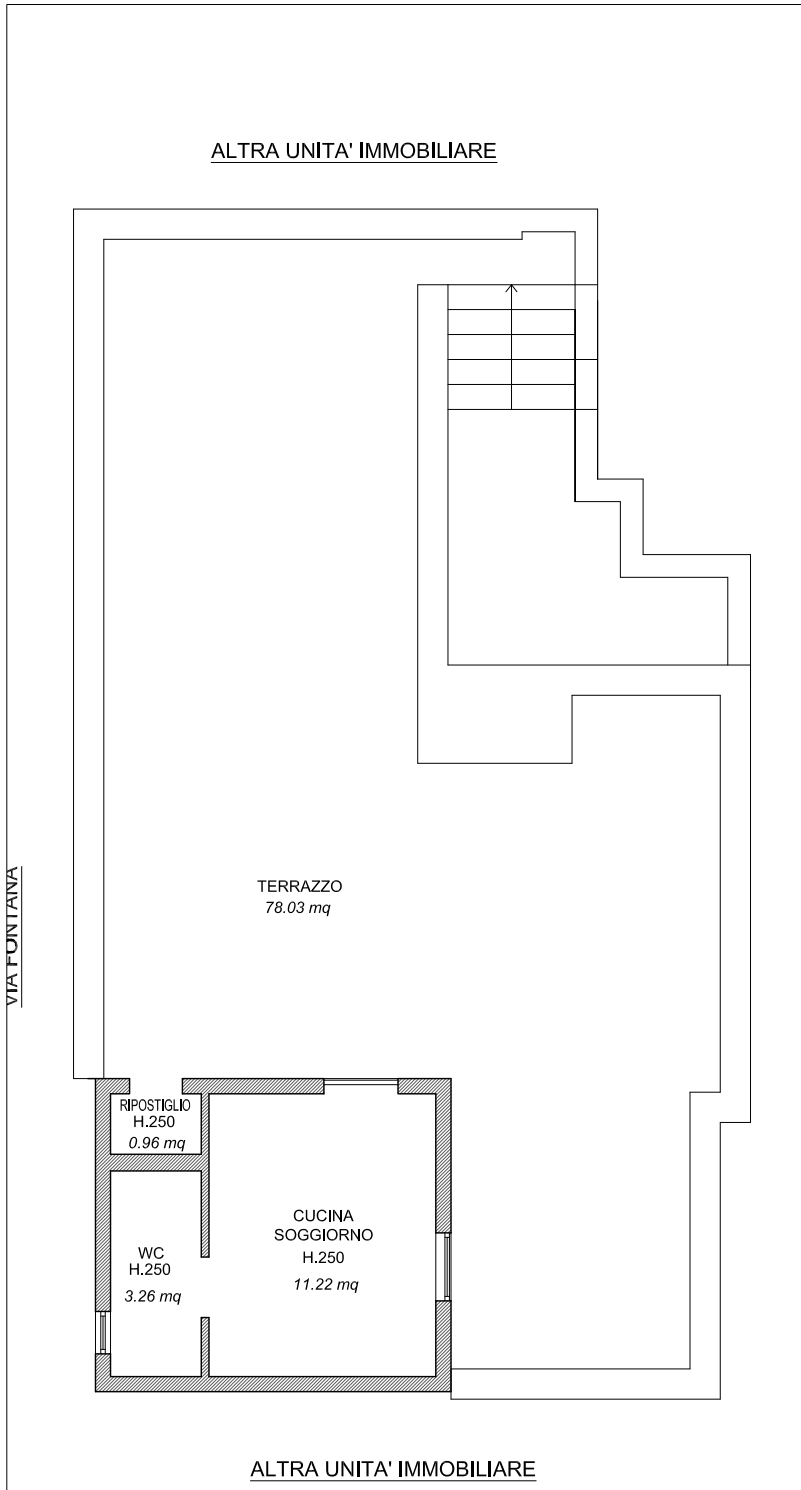 ALTRA UNITA' IMMOBILIARE
VIA FONTANA
TERRAZZO
78.03 mq
RIPOSTIGLIO
H.250
0.96 mq
WC
H.250
3.26 mq
CUCINA
SOGGIORNO
H.250
11.22 mq
ALTRA UNITA' IMMOBILIARE